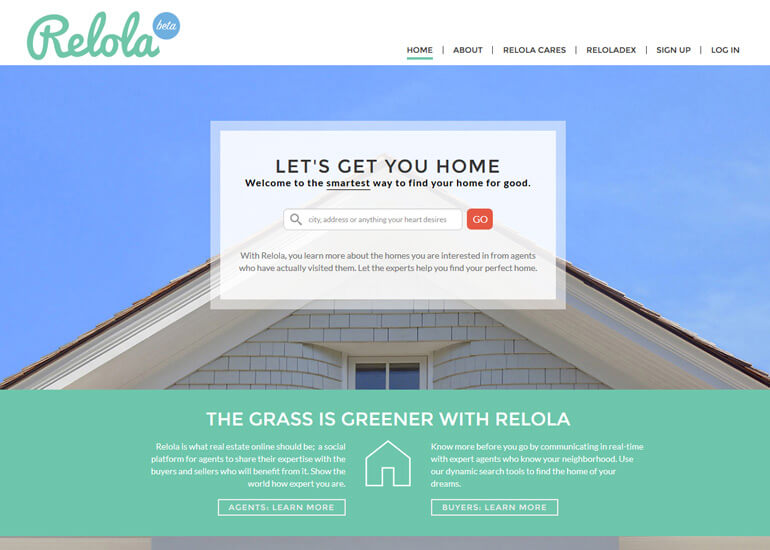 Relola beta
HOME | ABOUT | RELOLA CARES | RELOLADEX | SIGN UP | LOG IN
LET'S GET YOU HOME
Welcome to the smartest way to find your home for good.
city, address or anything your heart desires GO
With Relola, you learn more about the homes you are interested in from agents
who have actually visited them. Let the experts help you find your perfect home.
THE GRASS IS GREENER WITH RELOLA
Relola is what real estate online should be; a social
platform for agents to share their expertise with the
buyers and sellers who will benefit from it. Show the
world how expert you are.
AGENTS: LEARN MORE
Know more before you go by communicating in real-time
with expert agents who know your neighborhood. Use
our dynamic search tools to find the home of your
dreams.
BUYERS: LEARN MORE